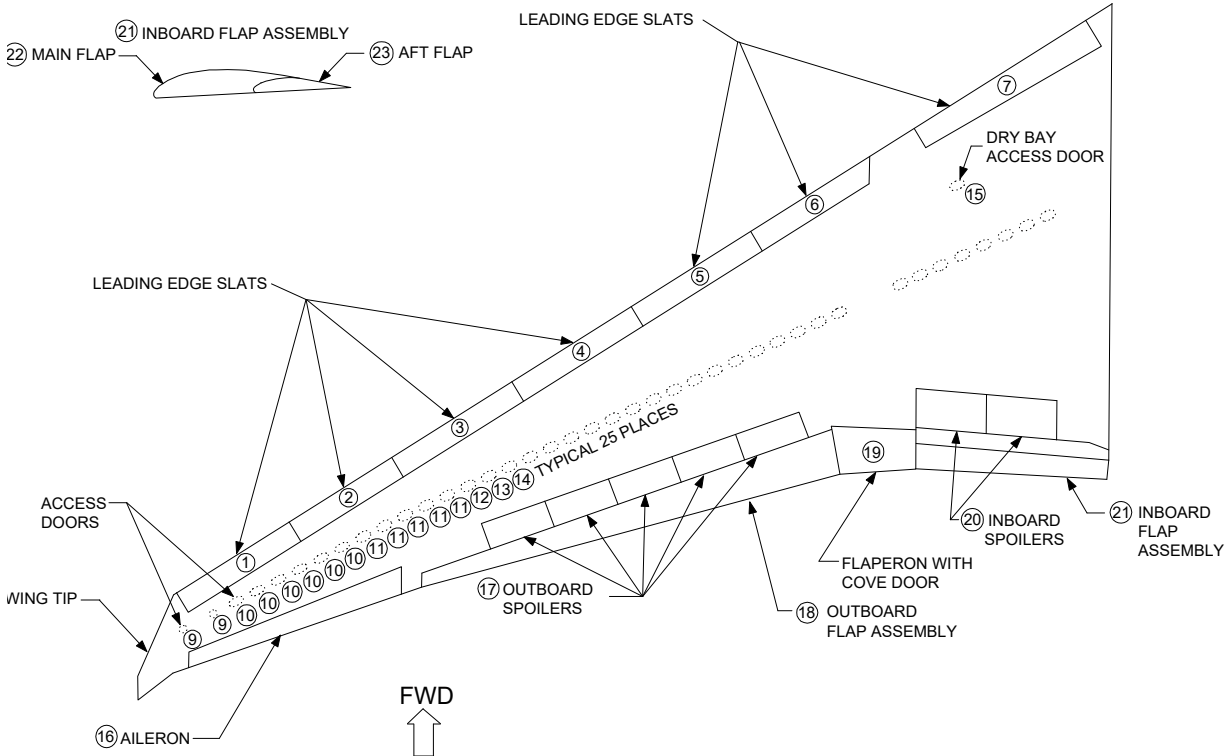 21 INBOARD FLAP ASSEMBLY
22 MAIN FLAP
23 AFT FLAP
LEADING EDGE SLATS
7
DRY BAY
ACCESS DOOR
15
6
5
LEADING EDGE SLATS
4
3
2
1
TYPICAL 25 PLACES
14
13
12
11
11
11
11
11
10
10
10
10
10
10
9
9
ACCESS
DOORS
WING TIP
19
17 OUTBOARD
SPOILERS
FLAPERON WITH
COVE DOOR
20 INBOARD
SPOILERS
21 INBOARD
FLAP
ASSEMBLY
18 OUTBOARD
FLAP ASSEMBLY
16 AILERON
FWD